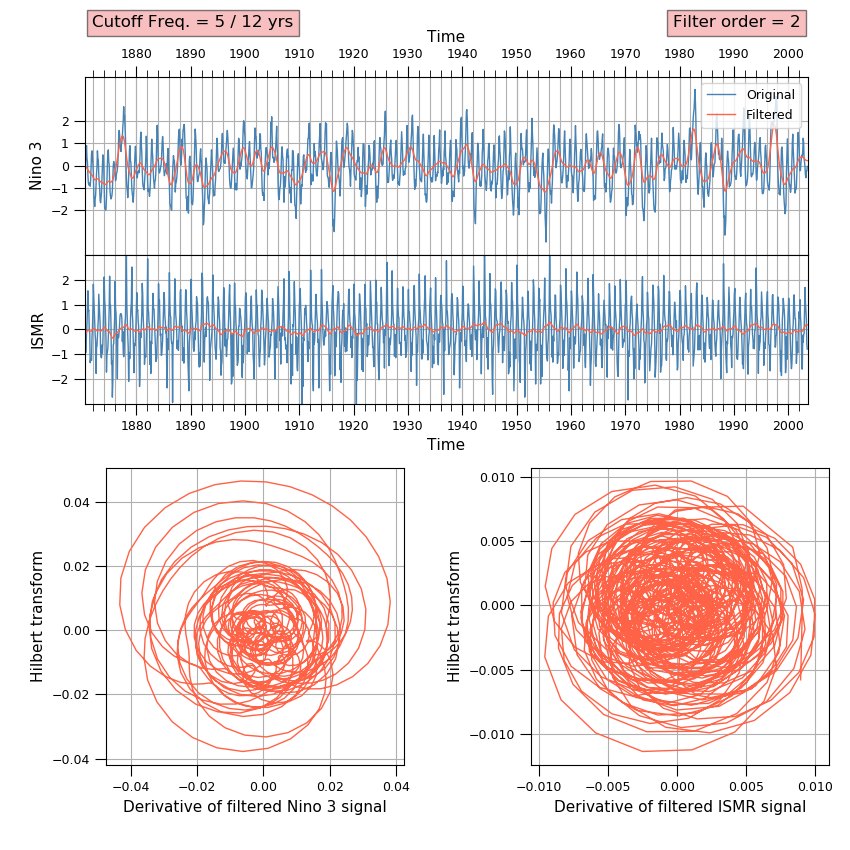 Cutoff Freq. = 5 / 12 yrs
Filter order = 2
Time
1880 1890 1900 1910 1920 1930 1940 1950 1960 1970 1980 1990 2000
Original
Filtered
Nino 3
2
1
0
−1
−2
ISMR
2
1
0
−1
−2
1880 1890 1900 1910 1920 1930 1940 1950 1960 1970 1980 1990 2000
Time
Hilbert transform
0.04
0.02
0.00
−0.02
−0.04
−0.04 −0.02 0.00 0.02 0.04
Derivative of filtered Nino 3 signal
Hilbert transform
0.010
0.005
0.000
−0.005
−0.010
−0.010 −0.005 0.000 0.005 0.010
Derivative of filtered ISMR signal